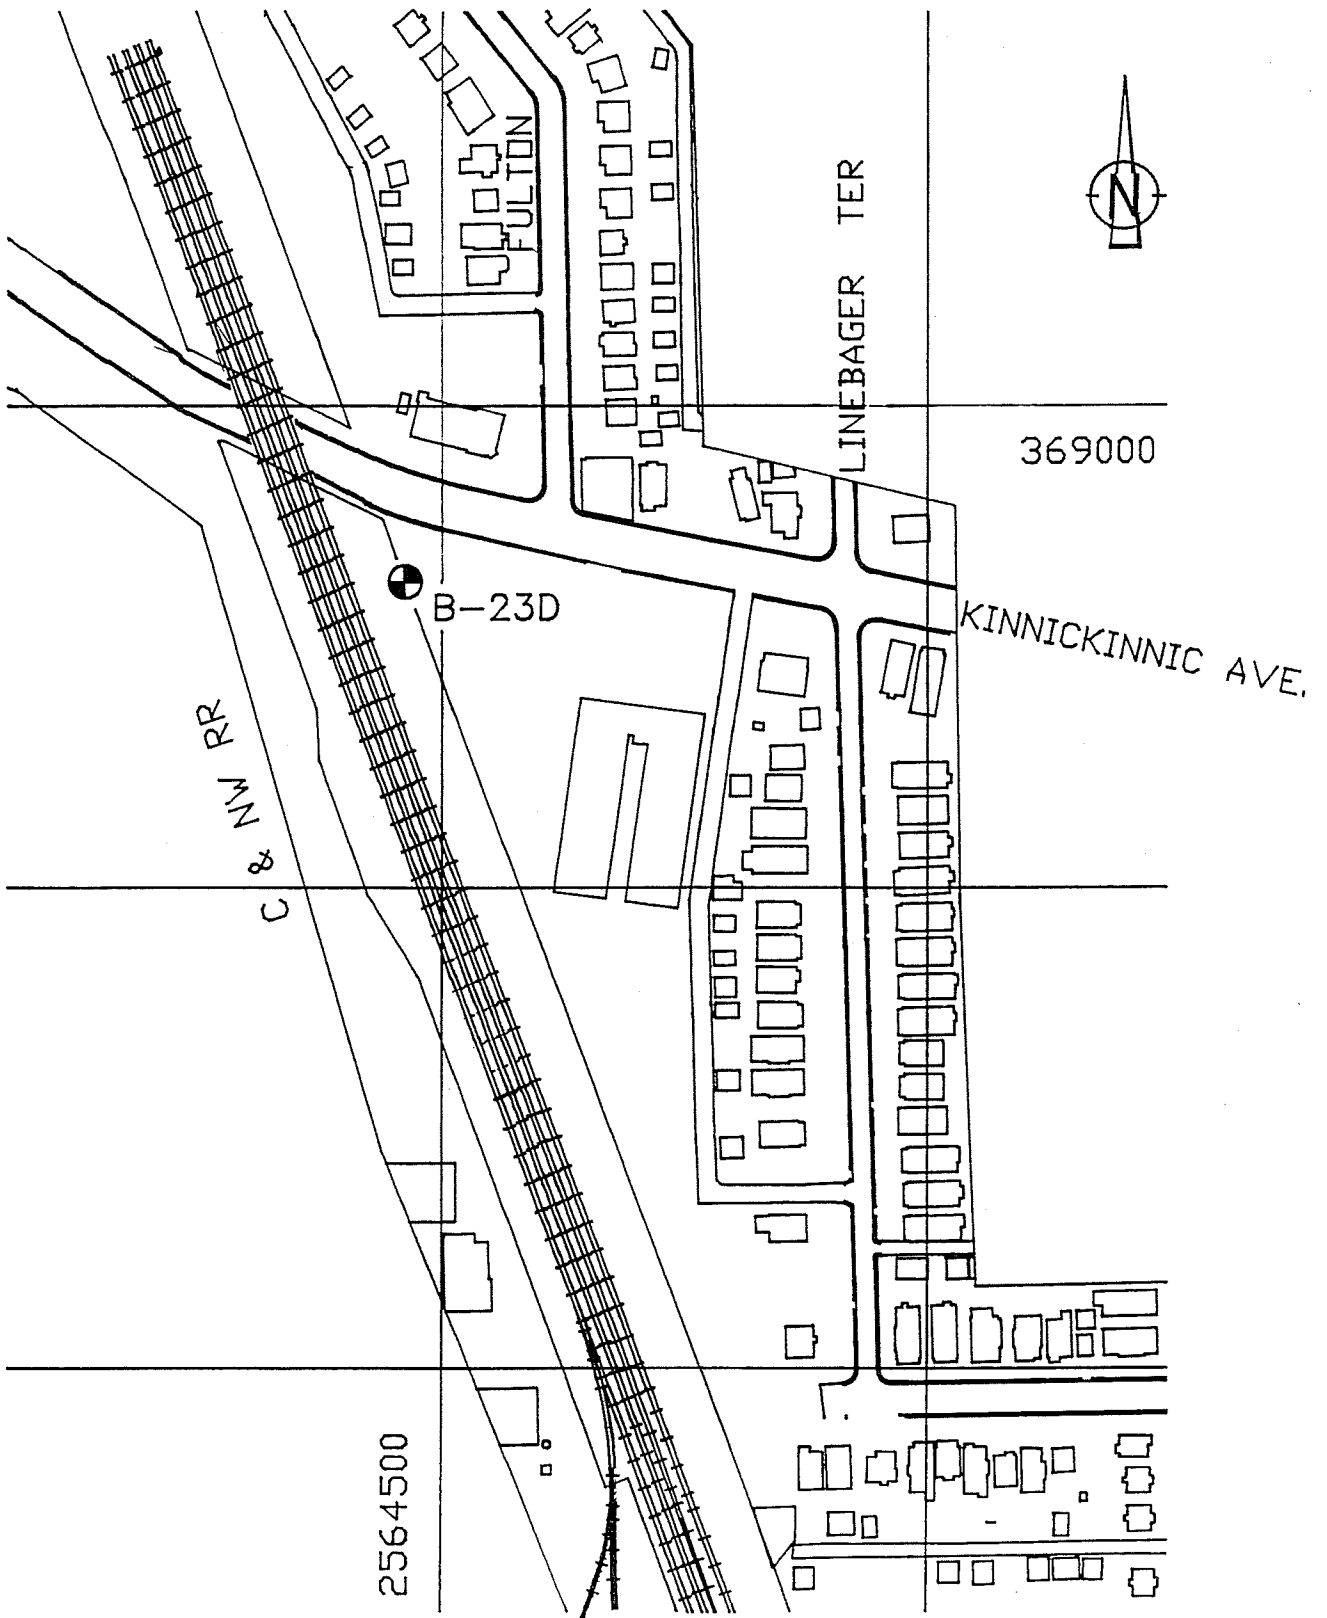 FULTON
LINEBAGER TER
N
369000
B-23D
KINNICKINNIC AVE.
C & NW RR
2564500